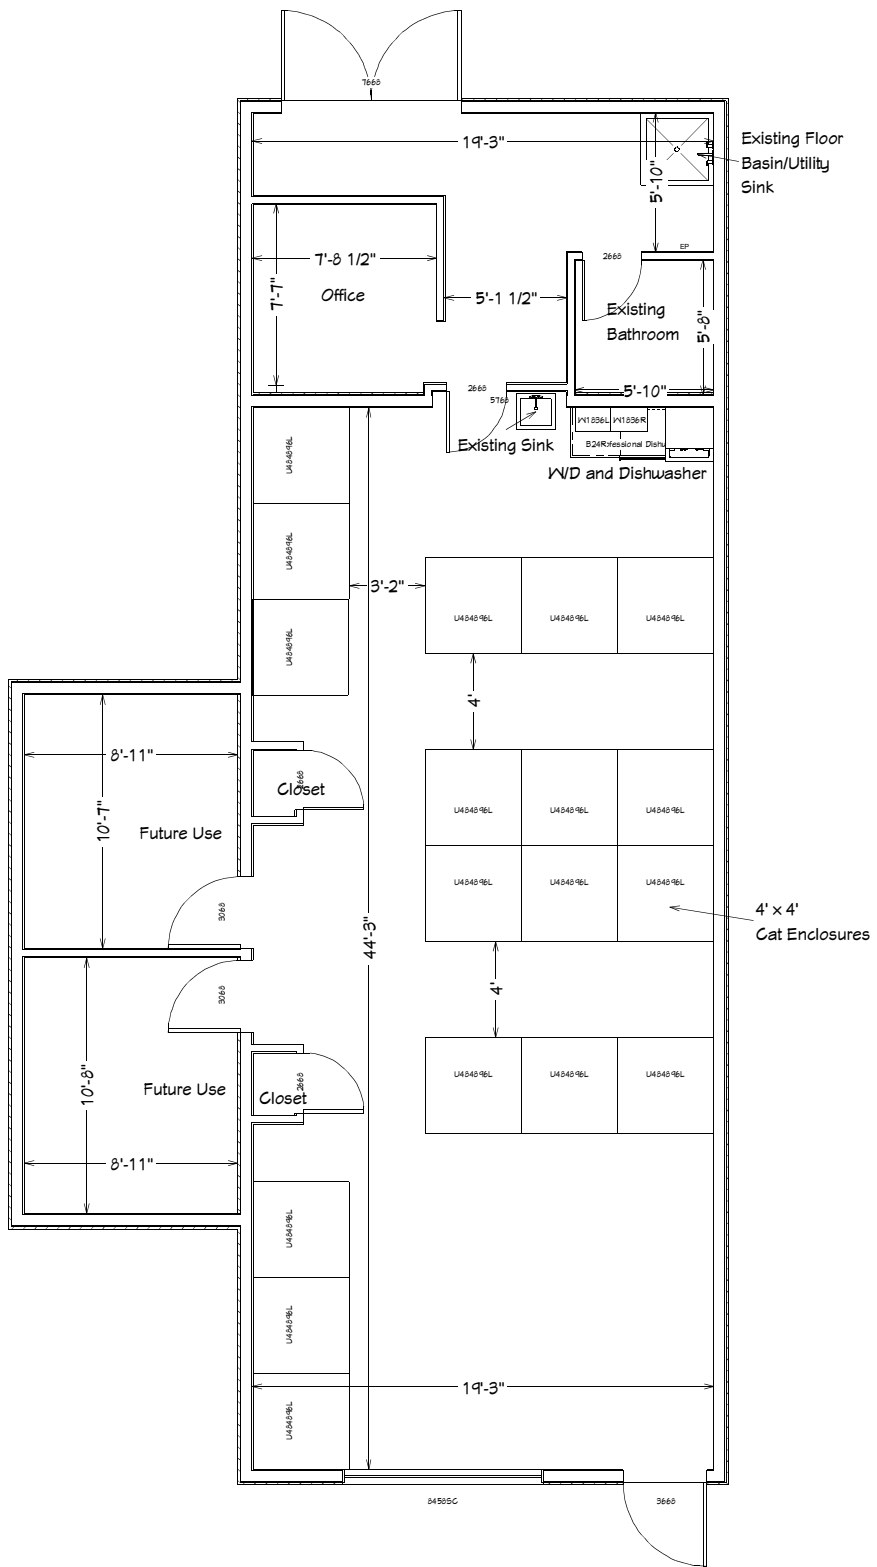 7668
19'-3"
Existing Floor
Basin/Utility
Sink
5'-10"
EP
2668
7'-8 1/2"
7'-7"
Office
5'-1 1/2"
Existing
Bathroom
5'-8"
5'-10"
2668
5768
Existing Sink
W1836L
W1836R
W/D and Dishwasher
U484896L
U484896L
U484896L
3'-2"
U484896L
U484896L
U484896L
4'
8'-11"
10'-7"
Future Use
2668
Closet
U484896L
U484896L
U484896L
U484896L
U484896L
U484896L
3068
4' x 4'
Cat Enclosures
44'-3"
3068
4'
10'-8"
Future Use
8'-11"
2668
Closet
U484896L
U484896L
U484896L
U484896L
U484896L
U484896L
19'-3"
8458SC
3668